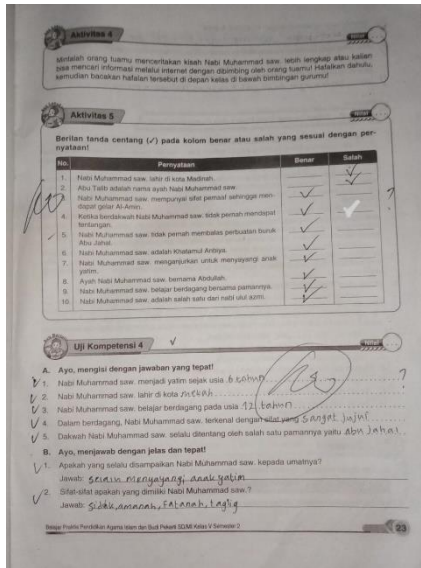 Aktivitas 4
Nilai
Mintalah orang tuamu menceritakan kisah Nabi Muhammad saw. lebih lengkap atau kalian
bisa mencari informasi melalui internet dengan dibimbing oleh orang tuamu! Hafalkan dahulu,
kemudian bacakan hafalan tersebut di depan kelas di bawah bimbingan gurumu!
Aktivitas 5
Nilai
Berilan tanda centang (✓) pada kolom benar atau salah yang sesuai dengan per-
nyataan!
No. Pernyataan Benar Salah
1. Nabi Muhammad saw. lahir di kota Madinah. ✓
2. Abu Talib adalah nama ayah Nabi Muhammad saw. ✓
3. Nabi Muhammad saw. mempunyai sifat pemaaf sehingga men-
dapat gelar Al-Amin. ✓
4. Ketika berdakwah Nabi Muhammad saw. tidak pernah mendapat ✓
tentangan.
5. Nabi Muhammad saw. tidak pernah membalas perbuatan buruk ✓
Abu Jahal.
6. Nabi Muhammad saw. adalah Khatamul Anbiya. ✓
7. Nabi Muhammad saw. menganjurkan untuk menyayangi anak ✓
yatim.
8. Ayah Nabi Muhammad saw. bernama Abdullah. ✓
9. Nabi Muhammad saw. belajar berdagang bersama pamannya. ✓
10. Nabi Muhammad saw. adalah salah satu dari nabi ulul azmi. ✓
?
Uji Kompetensi 4
Nilai
A. Ayo, mengisi dengan jawaban yang tepat!
1. Nabi Muhammad saw. menjadi yatim sejak usia 6 tahun
?
2. Nabi Muhammad saw. lahir di kota mekah
3. Nabi Muhammad saw. belajar berdagang pada usia 12 tahun
4. Dalam berdagang, Nabi Muhammad saw. terkenal dengan sifat yang sangat jujur
5. Dakwah Nabi Muhammad saw. selalu ditentang oleh salah satu pamannya yaitu abu Jahal
B. Ayo, menjawab dengan jelas dan tepat!
1. Apakah yang selalu disampaikan Nabi Muhammad saw. kepada umatnya?
Jawab: selain menyayangi anak yatim
2. Sifat-sifat apakah yang dimiliki Nabi Muhammad saw.?
Jawab: Sidik, amanah, Fatanah, taglig
Belajar Praktis Pendidikan Agama Islam dan Budi Pekerti SD/MI Kelas V Semester 2
23